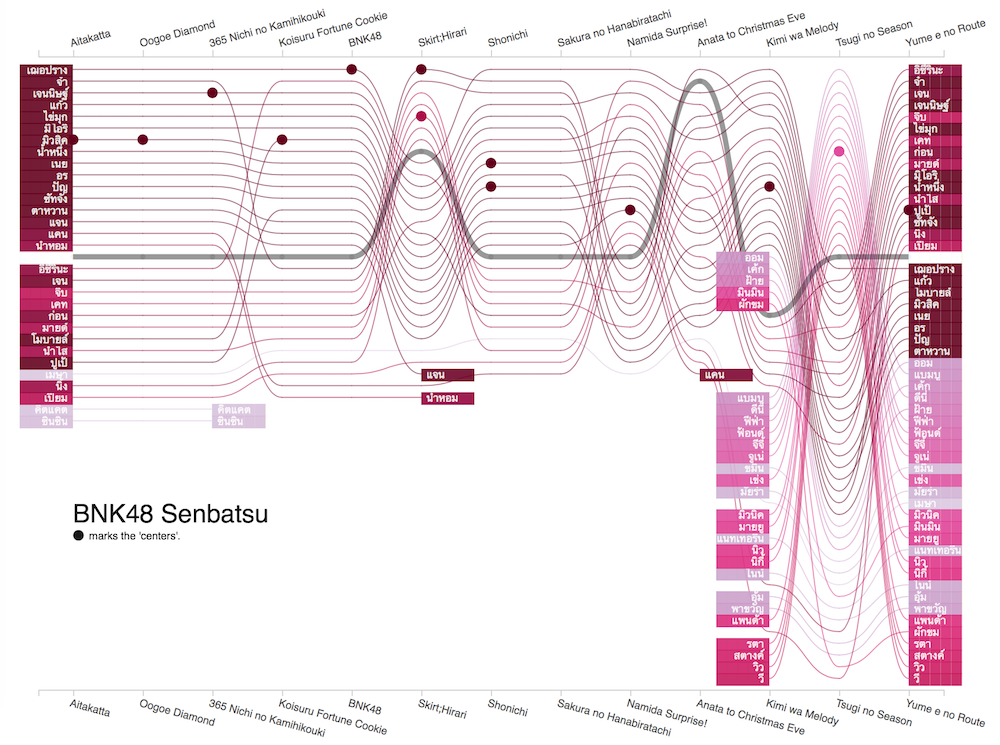 Aitakatta
Oogoe Diamond
365 Nichi no Kamihikouki
Koisuru Fortune Cookie
BNK48
Skirt;Hirari
Shonichi
Sakura no Hanabiratachi
Namida Surprise!
Anata to Christmas Eve
Kimi wa Melody
Tsugi no Season
Yume e no Route
เฌอปราง
จ๋า
เจนนิษฐ์
แก้ว
ไข่มุก
มิโอริ
มิวสิค
น้ำหนึ่ง
เนย
อร
ปัญ
ซัทจัง
ตาหวาน
แจน
แคน
น้ำหอม
อิซึรินะ
เจน
จิ๊บ
เคท
ก่อน
มายด์
โมบายล์
น้ำใส
ปูเป้
เมษา
นิ้ง
เปี่ยม
คิตแคต
ซินซิน
คิตแคต
ซินซิน
แจน
น้ำหอม
แคน
ออม
เค้ก
ฝ้าย
มินมิน
ผักขม
แบมบู
ดีนี่
ฟีฟ่า
ฟ้อนด์
จีจี้
จูเน่
ขมิ้น
เข่ง
มัยร่า
มิวนิค
มายยู
แนทเทอรีน
นิว
นิกี้
ไนน์
อุ้ม
พาขวัญ
แพนด้า
รตา
สตางค์
วิว
วี
อิซึรินะ
จ๋า
เจน
เจนนิษฐ์
จิ๊บ
ไข่มุก
เคท
ก่อน
มายด์
มิโอริ
น้ำหนึ่ง
น้ำใส
ปูเป้
ซัทจัง
นิ้ง
เปี่ยม
เฌอปราง
แก้ว
โมบายล์
มิวสิค
เนย
อร
ปัญ
ตาหวาน
ออม
แบมบู
เค้ก
ดีนี่
ฝ้าย
ฟีฟ่า
ฟ้อนด์
จีจี้
จูเน่
ขมิ้น
เข่ง
มัยร่า
เมษา
มิวนิค
มินมิน
มายยู
แนทเทอรีน
นิว
นิกี้
ไนน์
อุ้ม
พาขวัญ
แพนด้า
ผักขม
รตา
สตางค์
วิว
วี
BNK48 Senbatsu
marks the 'centers'.
Aitakatta
Oogoe Diamond
365 Nichi no Kamihikouki
Koisuru Fortune Cookie
BNK48
Skirt;Hirari
Shonichi
Sakura no Hanabiratachi
Namida Surprise!
Anata to Christmas Eve
Kimi wa Melody
Tsugi no Season
Yume e no Route